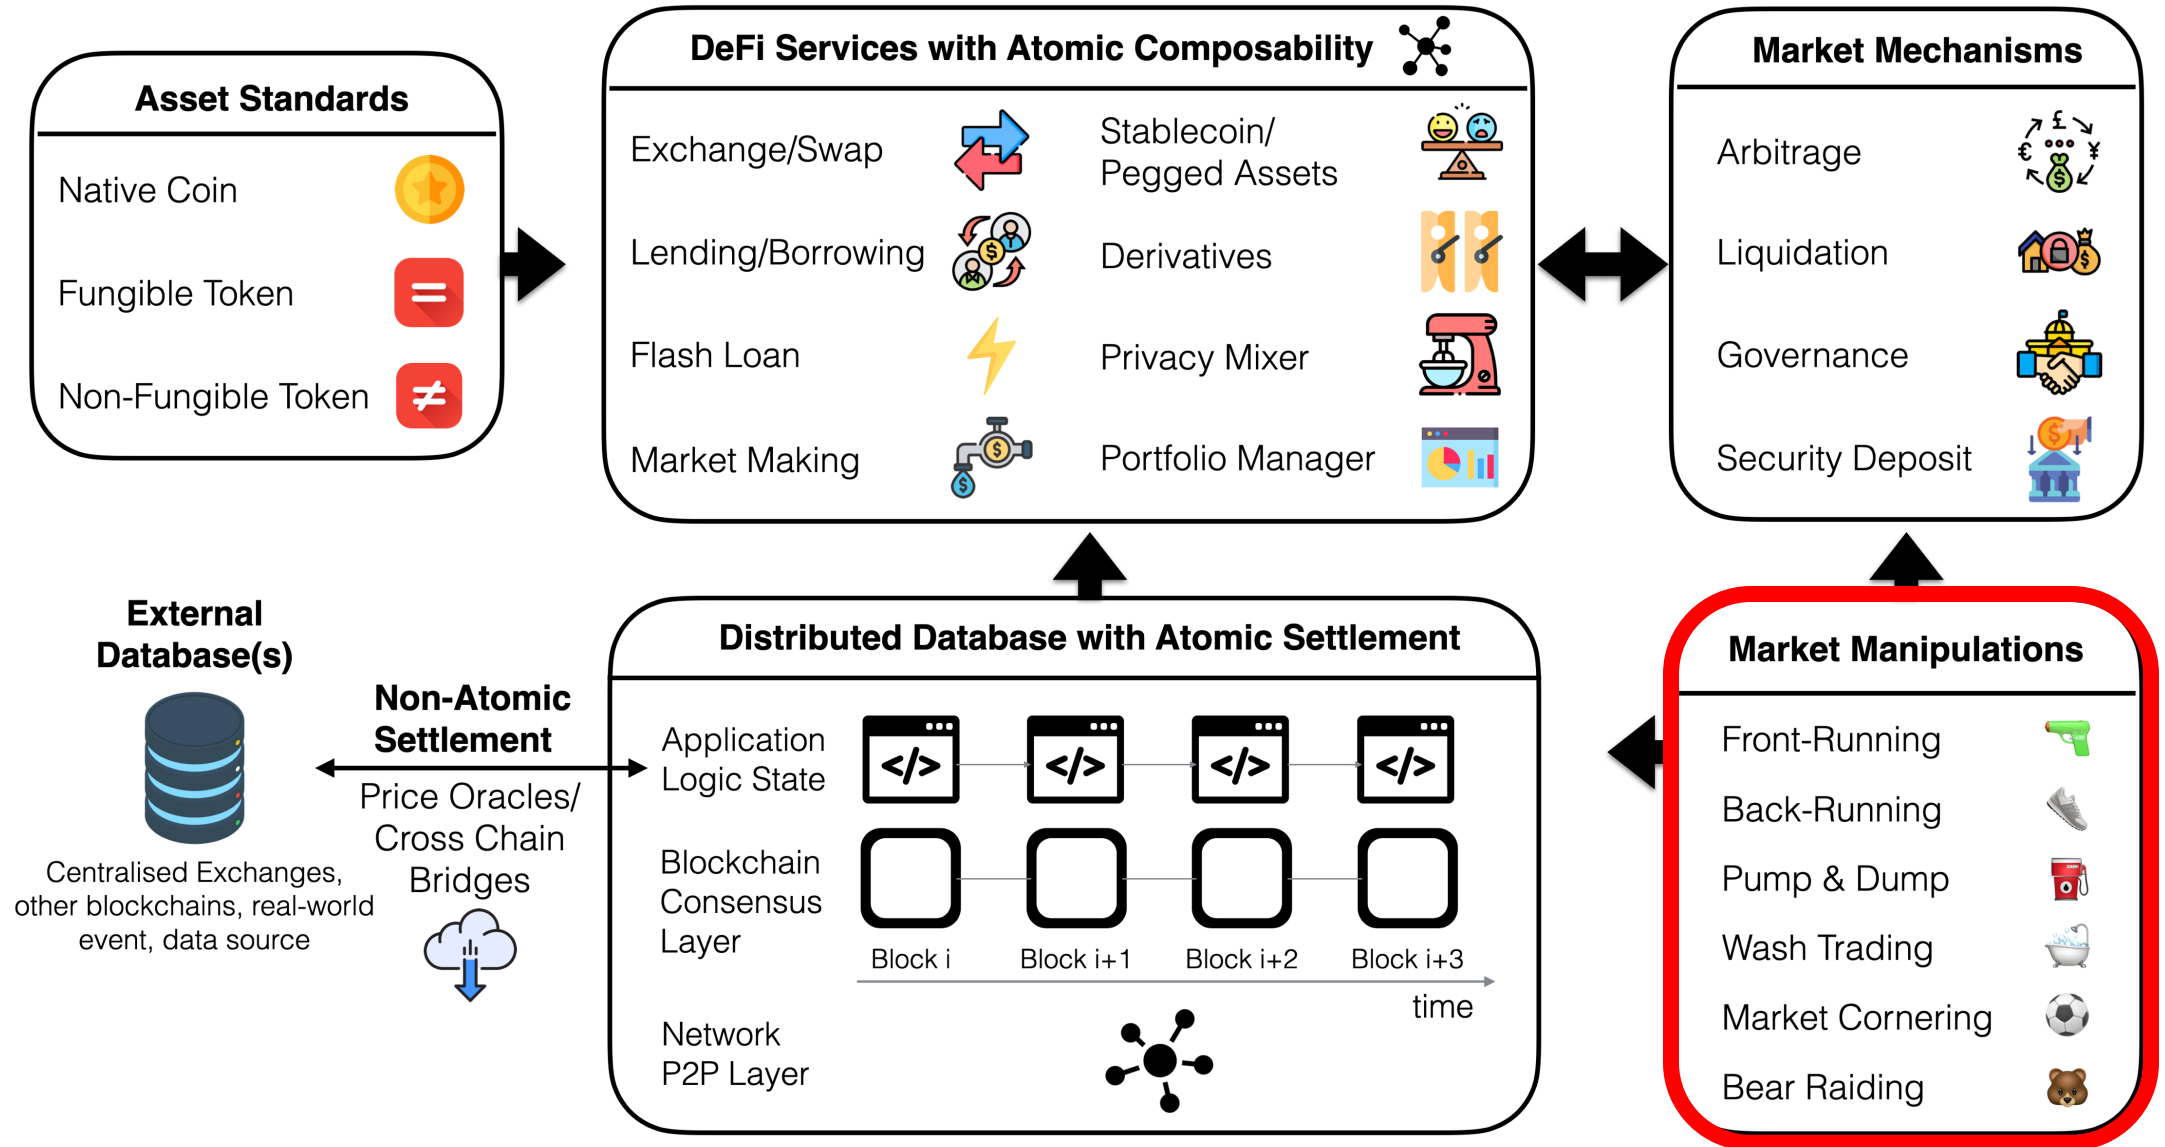 Asset Standards
Native Coin
Fungible Token
Non-Fungible Token
DeFi Services with Atomic Composability
Exchange/Swap
Lending/Borrowing
Flash Loan
Market Making
Stablecoin/
Pegged Assets
Derivatives
Privacy Mixer
Portfolio Manager
Market Mechanisms
Arbitrage
Liquidation
Governance
Security Deposit
External
Database(s)
Centralised Exchanges,
other blockchains, real-world
event, data source
Non-Atomic
Settlement
Price Oracles/
Cross Chain
Bridges
Distributed Database with Atomic Settlement
Application
Logic State
</>
</>
</>
</>
Blockchain
Consensus
Layer
Block i
Block i+1
Block i+2
Block i+3
time
Network
P2P Layer
Market Manipulations
Front-Running
Back-Running
Pump & Dump
Wash Trading
Market Cornering
Bear Raiding